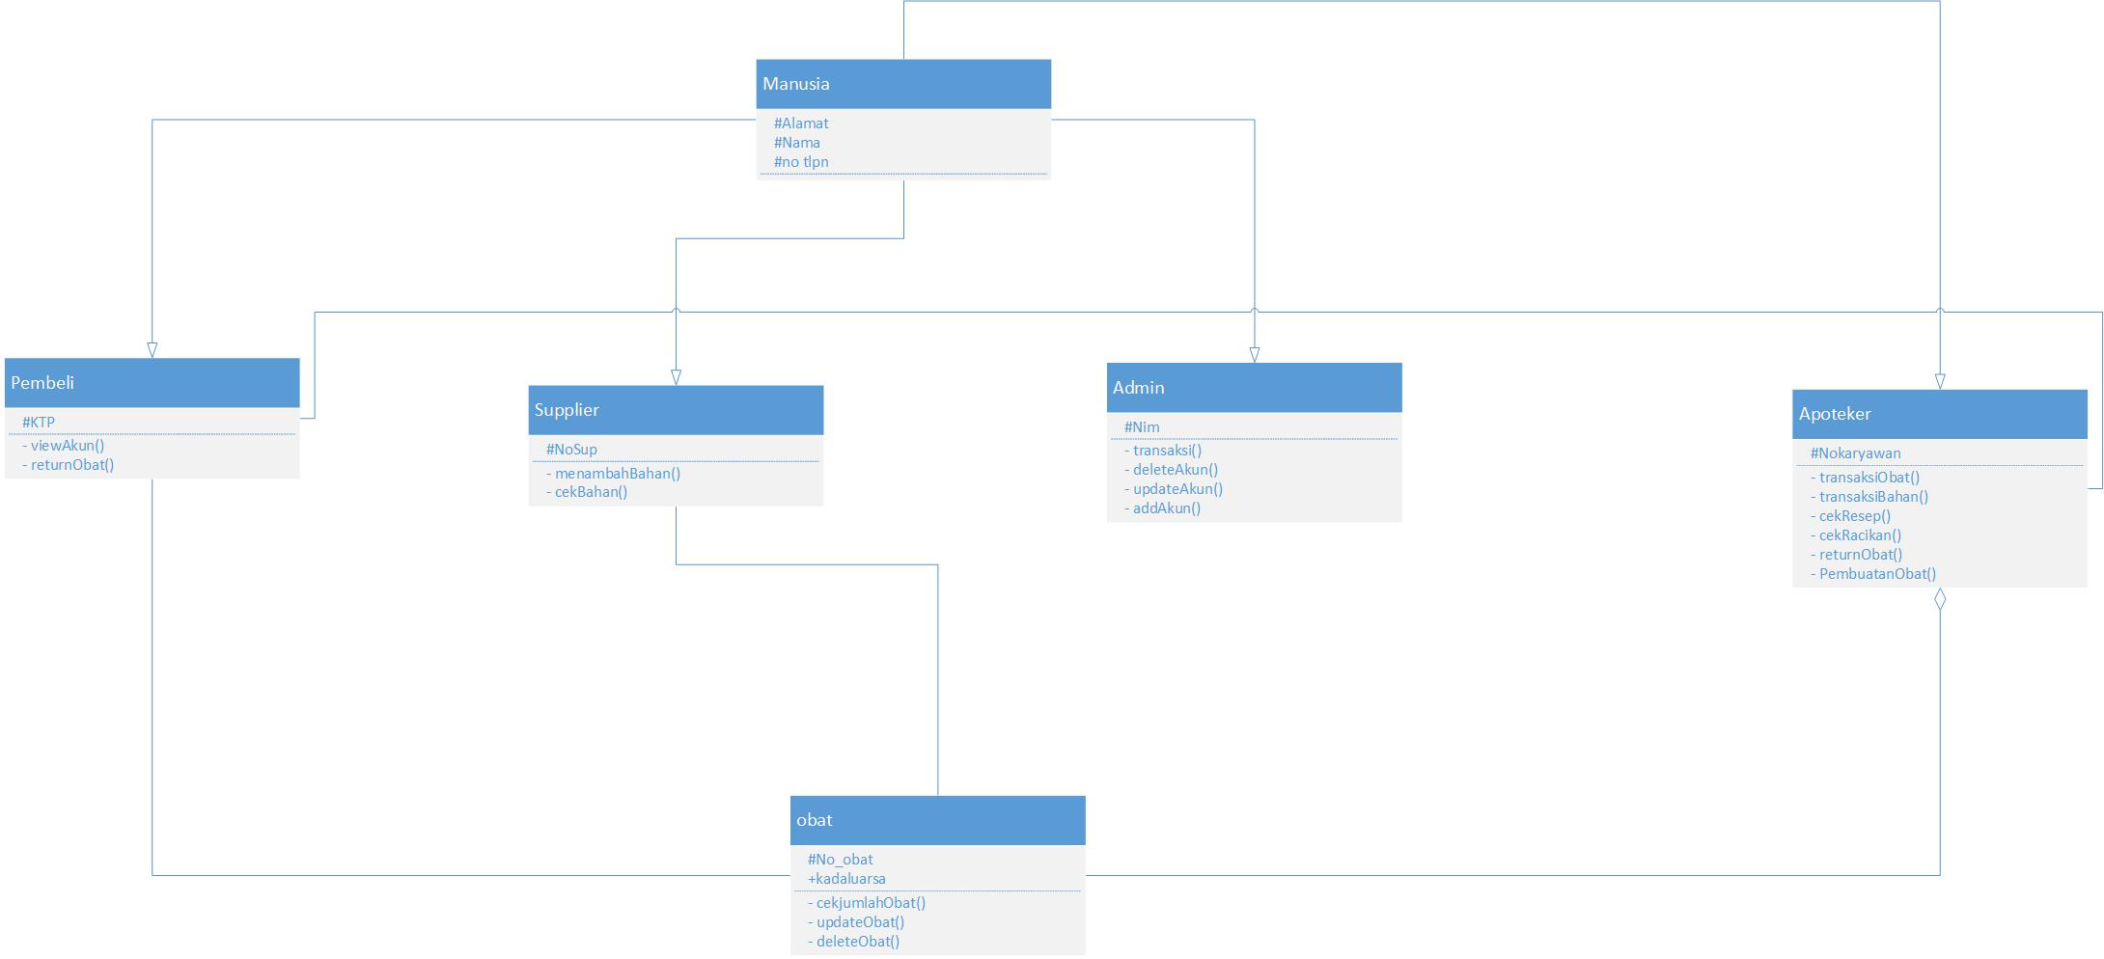 Manusia
#Alamat
#Nama
#no tlpn
Pembeli
#KTP
- viewAkun()
- returnObat()
Supplier
#NoSup
- menambahBahan()
- cekBahan()
Admin
#Nim
- transaksi()
- deleteAkun()
- updateAkun()
- addAkun()
Apoteker
#Nokaryawan
- transaksiObat()
- transaksiBahan()
- cekResep()
- cekRacikan()
- returnObat()
- PembuatanObat()
obat
#No_obat
+kadaluarsa
- cekjumlahObat()
- updateObat()
- deleteObat()